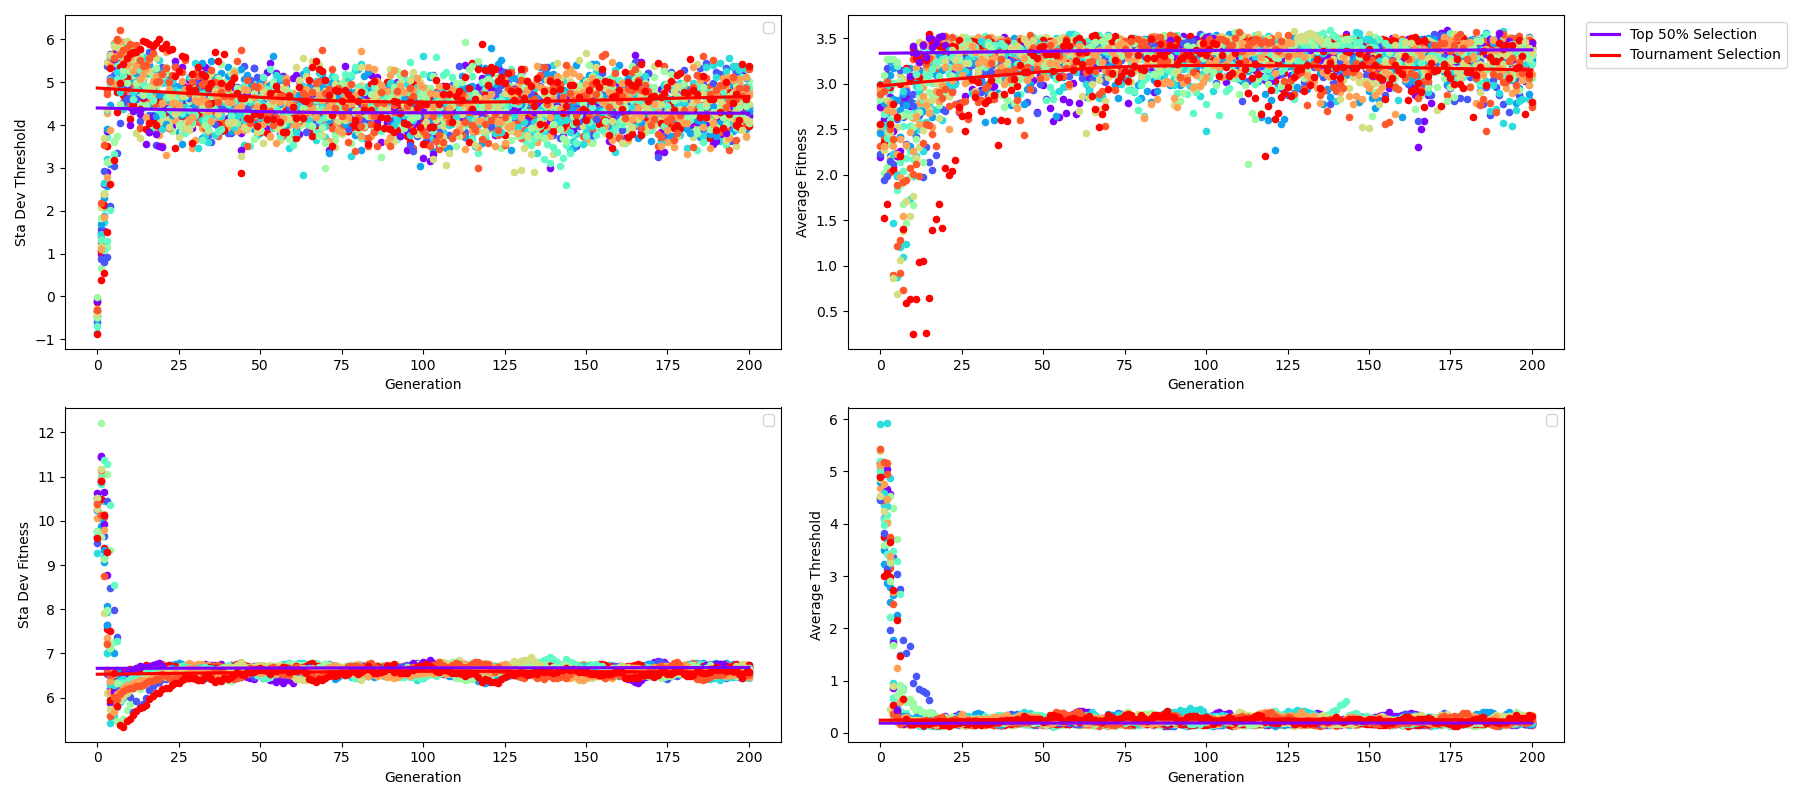 Sta Dev Threshold
6
5
4
3
2
1
0
−1
0 25 50 75 100 125 150 175 200
Generation
Average Fitness
3.5
3.0
2.5
2.0
1.5
1.0
0.5
0 25 50 75 100 125 150 175 200
Generation
Top 50% Selection
Tournament Selection
Sta Dev Fitness
12
11
10
9
8
7
6
0 25 50 75 100 125 150 175 200
Generation
Average Threshold
6
5
4
3
2
1
0
0 25 50 75 100 125 150 175 200
Generation